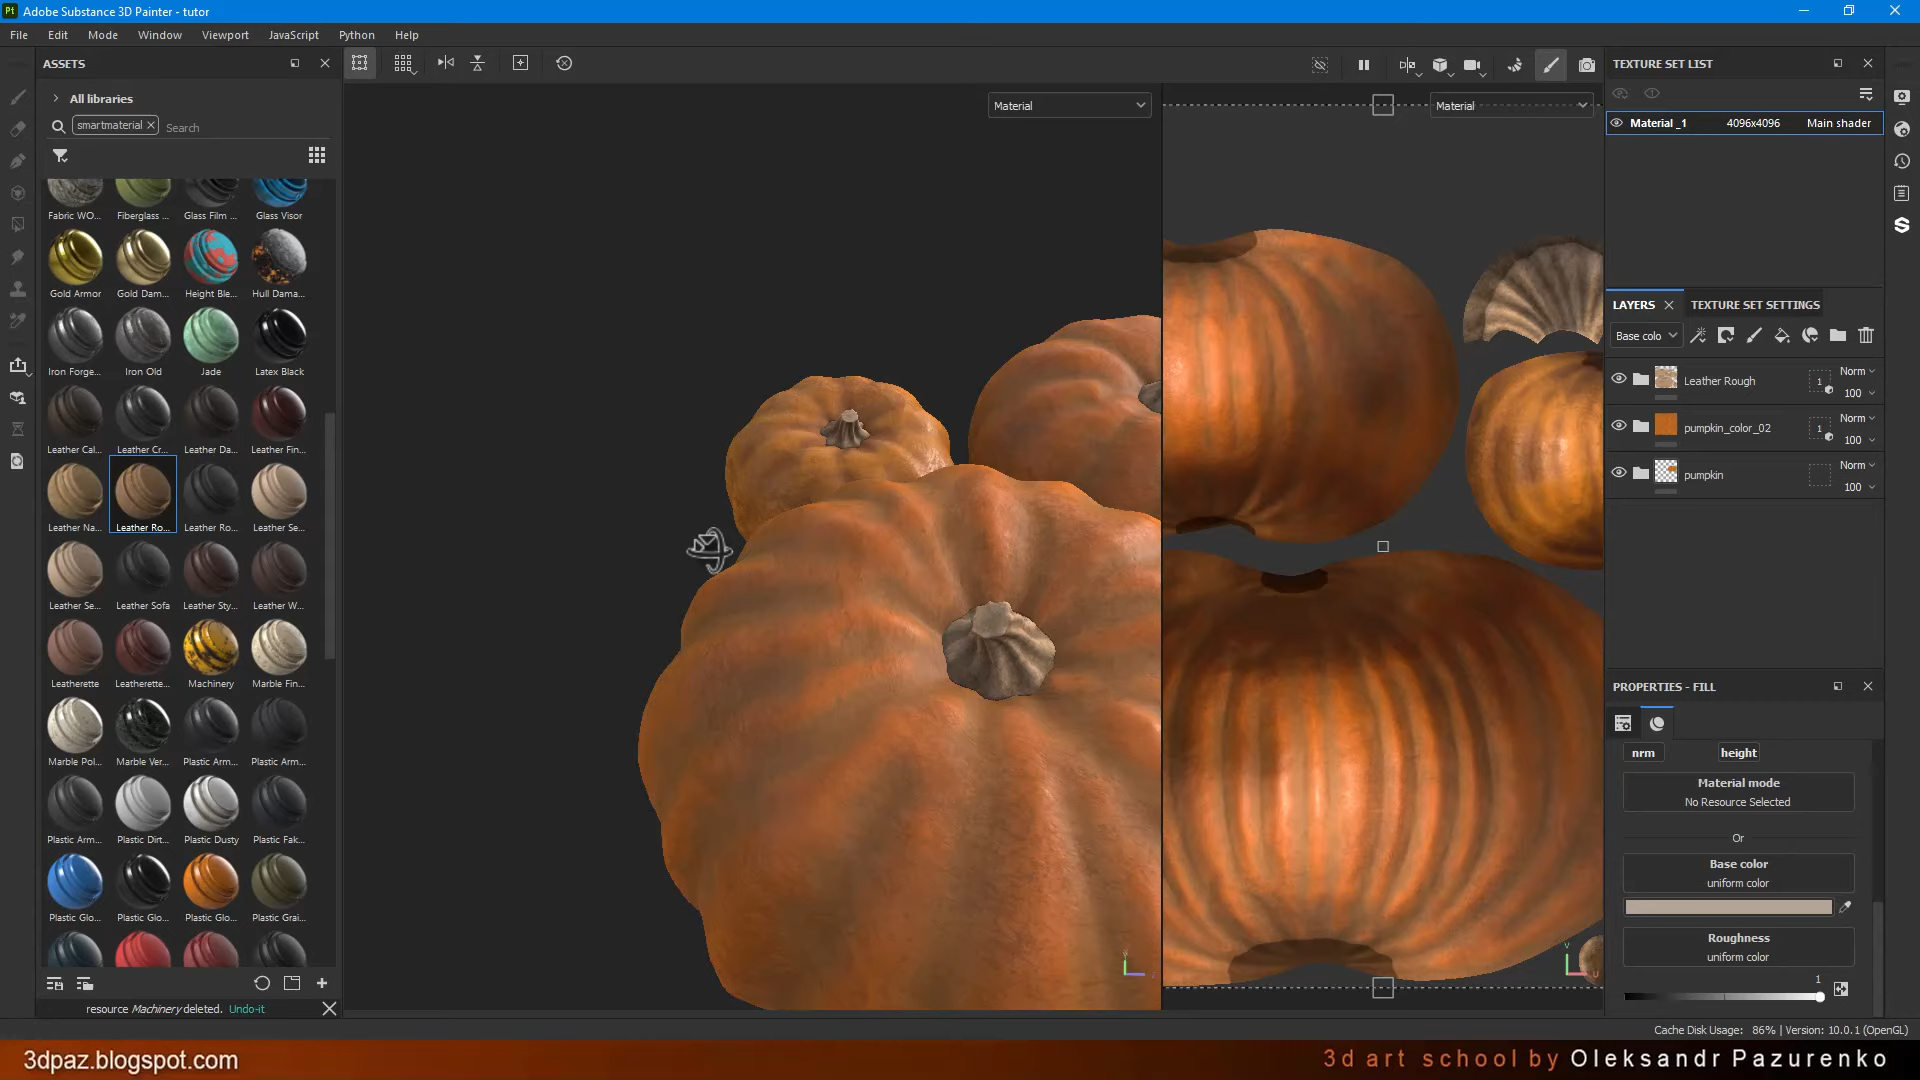 Pt Adobe Substance 3D Painter - tutor
File Edit Mode Window Viewport JavaScript Python Help
ASSETS
All libraries
smartmaterial Search
Fabric WO... Fiberglass ... Glass Film ... Glass Visor
Gold Armor Gold Dam... Height Ble... Hull Dama...
Iron Forge... Iron Old Jade Latex Black
Leather Cal... Leather Cr... Leather Da... Leather Fin...
Leather Na... Leather Ro... Leather Ro... Leather Se...
Leather Se... Leather Sofa Leather Sty... Leather W...
Leatherette Leatherette... Machinery Marble Fin...
Marble Pol... Marble Ver... Plastic Arm... Plastic Arm...
Plastic Arm... Plastic Dirt... Plastic Dusty Plastic Fak...
Plastic Glo... Plastic Glo... Plastic Glo... Plastic Grai...
resource Machinery deleted. Undo-it
Material
Material
TEXTURE SET LIST
Material _1 4096x4096 Main shader
LAYERS TEXTURE SET SETTINGS
Base colo
Leather Rough 1 Norm 100
pumpkin_color_02 1 Norm 100
pumpkin Norm 100
PROPERTIES - FILL
nrm height
Material mode
No Resource Selected
Or
Base color
uniform color
Roughness
uniform color
1
Cache Disk Usage: 86% | Version: 10.0.1 (OpenGL)
3dpaz.blogspot.com
3d art school by Oleksandr Pazurenko